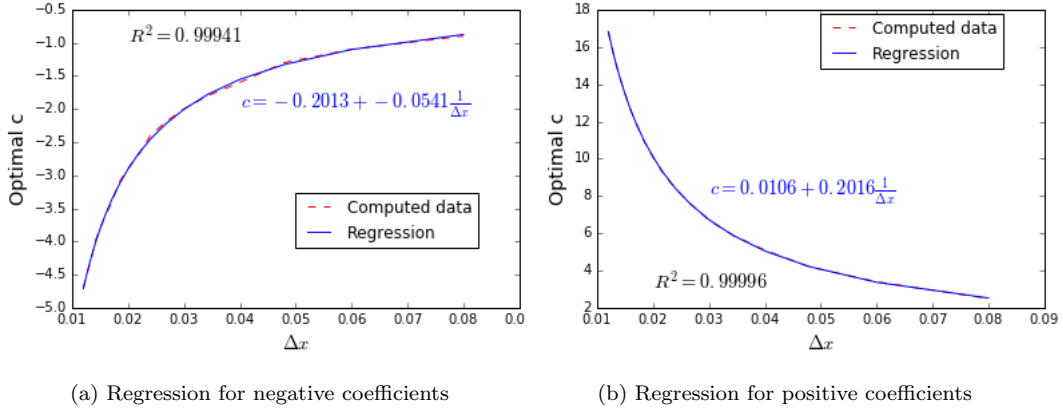 −0.5
−1.0
−1.5
−2.0
−2.5
−3.0
−3.5
−4.0
−4.5
−5.0
Optimal c
R² = 0.99941
c = −0.2013 + −0.0541 1/Δx
Computed data
Regression
0.01 0.02 0.03 0.04 0.05 0.06 0.07 0.08 0.0
Δx
(a) Regression for negative coefficients
18
16
14
12
10
8
6
4
2
Optimal c
Computed data
Regression
c = 0.0106 + 0.2016 1/Δx
R² = 0.99996
0.01 0.02 0.03 0.04 0.05 0.06 0.07 0.08 0.09
Δx
(b) Regression for positive coefficients